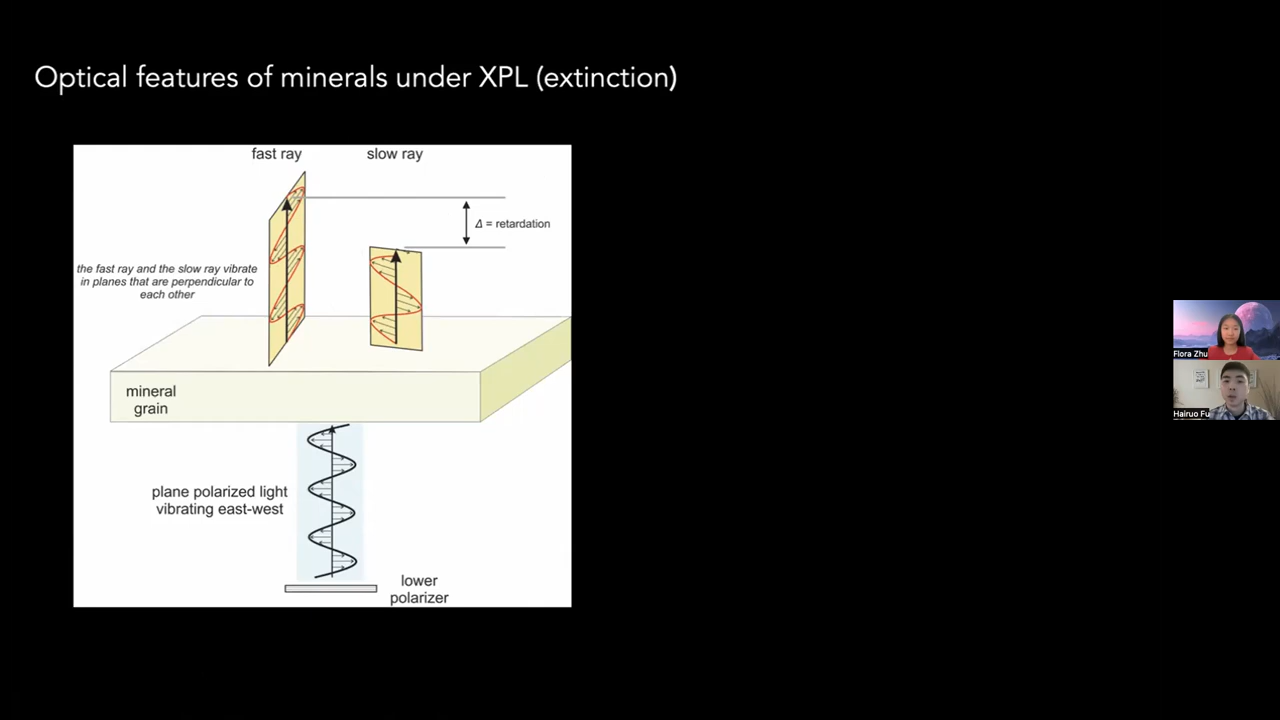 Optical features of minerals under XPL (extinction)
fast ray
slow ray
Δ = retardation
the fast ray and the slow ray vibrate
in planes that are perpendicular to
each other
mineral
grain
plane polarized light
vibrating east-west
lower
polarizer
Flora Zhu
Hairuo Fu